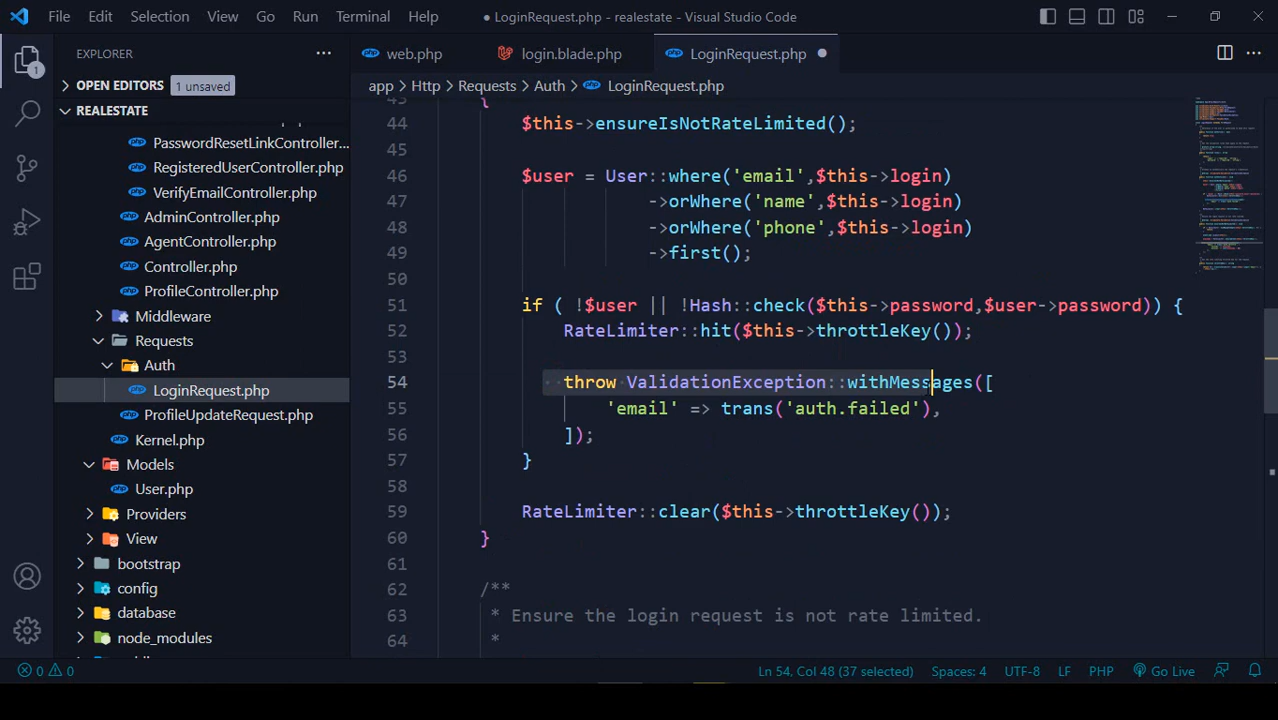 File Edit Selection View Go Run Terminal Help
● LoginRequest.php - realestate - Visual Studio Code
EXPLORER
web.php
login.blade.php
LoginRequest.php
OPEN EDITORS 1 unsaved
app > Http > Requests > Auth > LoginRequest.php
REALESTATE
PasswordResetLinkController...
RegisteredUserController.php
VerifyEmailController.php
AdminController.php
AgentController.php
Controller.php
ProfileController.php
Middleware
Requests
Auth
LoginRequest.php
ProfileUpdateRequest.php
Kernel.php
Models
User.php
Providers
View
bootstrap
config
database
node_modules
1
43 {
44 $this->ensureIsNotRateLimited();
45
46 $user = User::where('email',$this->login)
47 ->orWhere('name',$this->login)
48 ->orWhere('phone',$this->login)
49 ->first();
50
51 if ( !$user || !Hash::check($this->password,$user->password)) {
52 RateLimiter::hit($this->throttleKey());
53
54 throw ValidationException::withMessages([
55 'email' => trans('auth.failed'),
56 ]);
57 }
58
59 RateLimiter::clear($this->throttleKey());
60 }
61
62 /**
63 * Ensure the login request is not rate limited.
64 *
0 0 Ln 54, Col 48 (37 selected) Spaces: 4 UTF-8 LF PHP Go Live